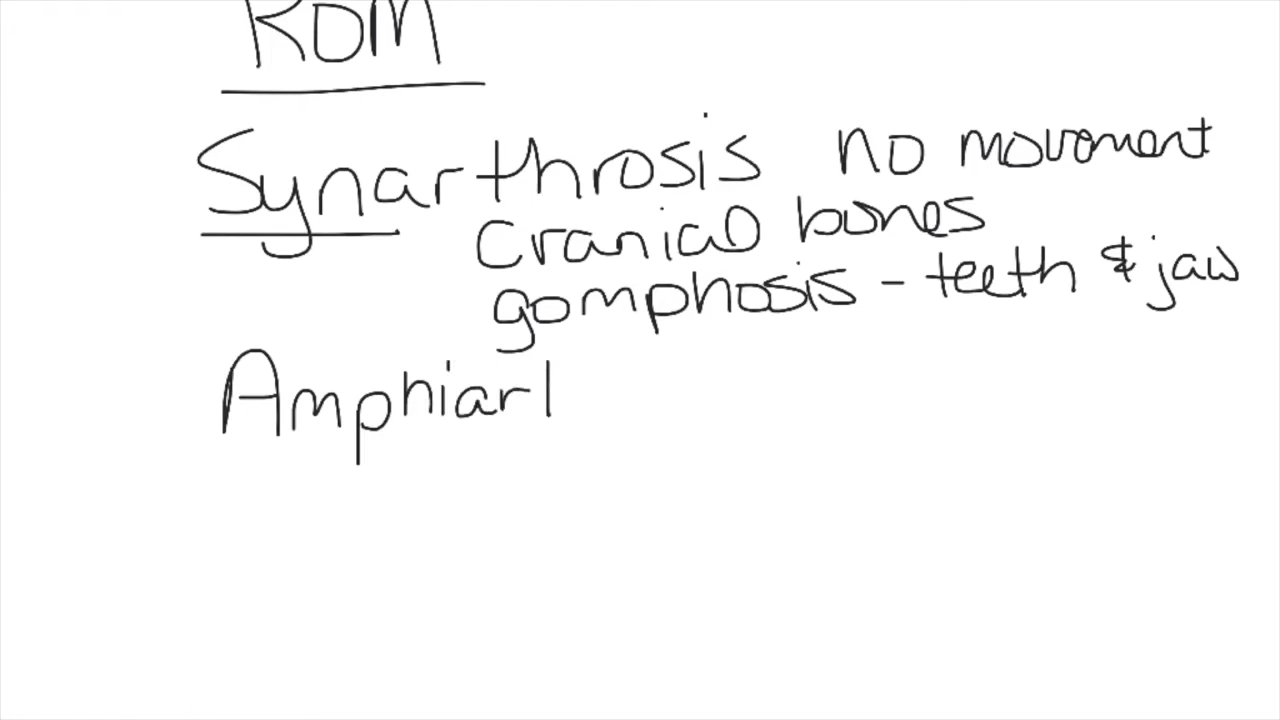 ROM
Synarthrosis no movement
cranial bones
gomphosis - teeth & jaw
Amphiarl